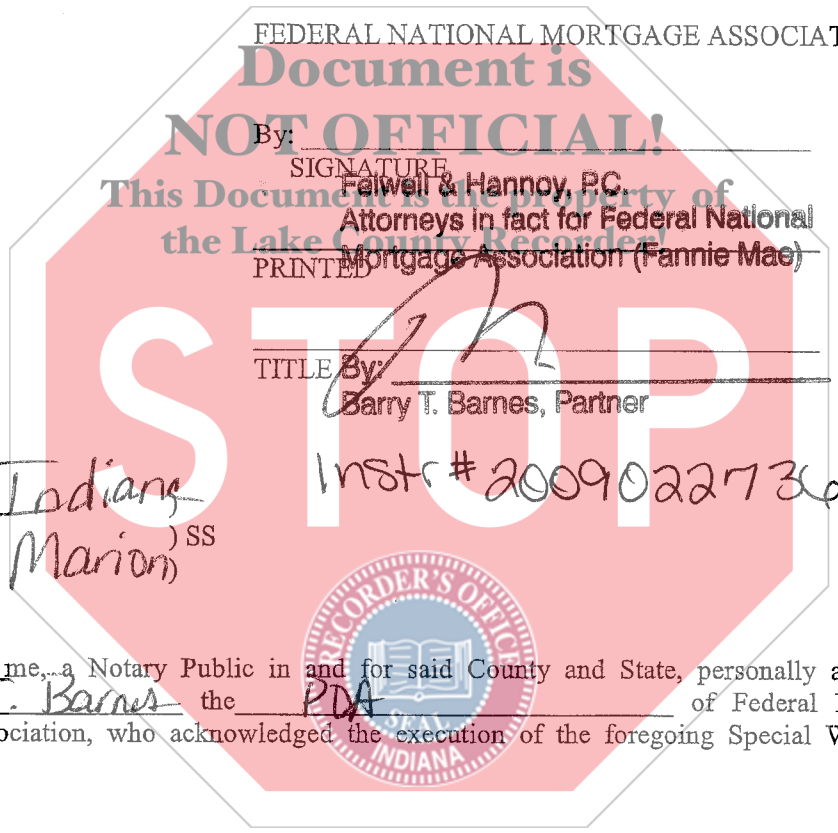 FEDERAL NATIONAL MORTGAGE ASSOCIAT
Document is
NOT OFFICIAL!
By:
SIGNATURE
Feiwell & Hannoy, P.C.
This Document is the property of
Attorneys in fact for Federal National
the Lake County Recorder!
Mortgage Association (Fannie Mae)
PRINTED
STOP
TITLE By:
Barry T. Barnes, Partner
Instr # 2009022736
Indiana
) SS
Marion)
RECORDER'S OFFICE
me, a Notary Public in and for said County and State, personally a
T. Barnes the POA of Federal
ociation, who acknowledged the execution of the foregoing Special W
SEAL
INDIANA